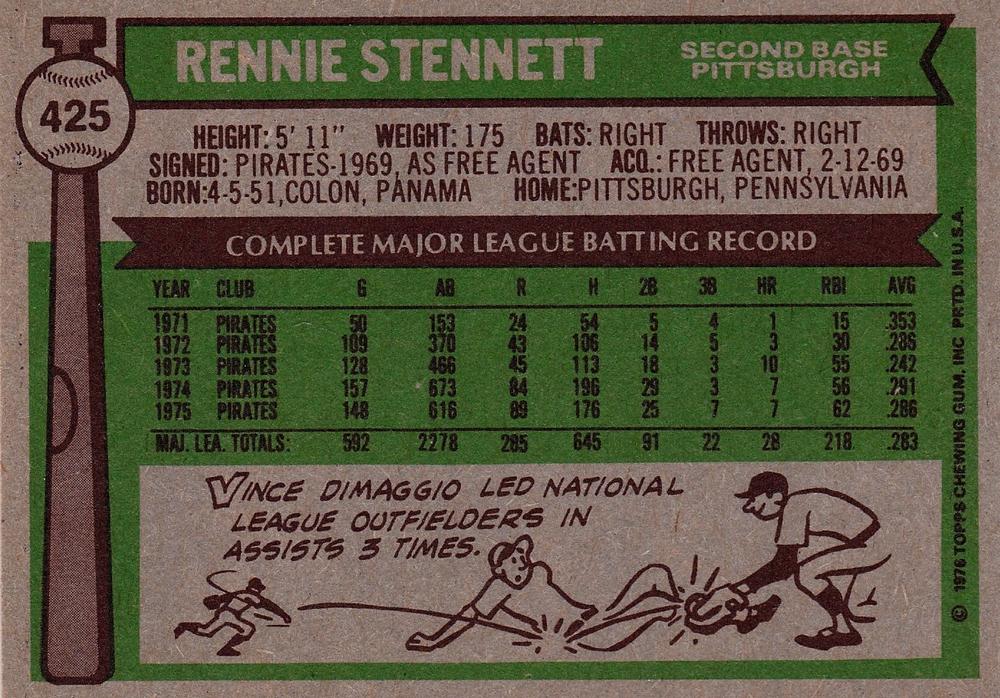 425
RENNIE STENNETT
SECOND BASE
PITTSBURGH
HEIGHT: 5' 11" WEIGHT: 175 BATS: RIGHT THROWS: RIGHT
SIGNED: PIRATES-1969, AS FREE AGENT ACQ.: FREE AGENT, 2-12-69
BORN:4-5-51,COLON, PANAMA HOME:PITTSBURGH, PENNSYLVANIA
COMPLETE MAJOR LEAGUE BATTING RECORD
YEAR CLUB G AB R H 2B 3B HR RBI AVG
1971 PIRATES 50 153 24 54 5 4 1 15 .353
1972 PIRATES 109 370 43 106 14 5 3 30 .286
1973 PIRATES 128 466 45 113 18 3 10 55 .242
1974 PIRATES 157 673 84 196 29 3 7 56 .291
1975 PIRATES 148 616 89 176 25 7 7 62 .286
MAJ. LEA. TOTALS: 592 2278 285 645 91 22 28 218 .283
VINCE DIMAGGIO LED NATIONAL
LEAGUE OUTFIELDERS IN
ASSISTS 3 TIMES.
© 1976 TOPPS CHEWING GUM, INC PRTD. IN U.S.A.